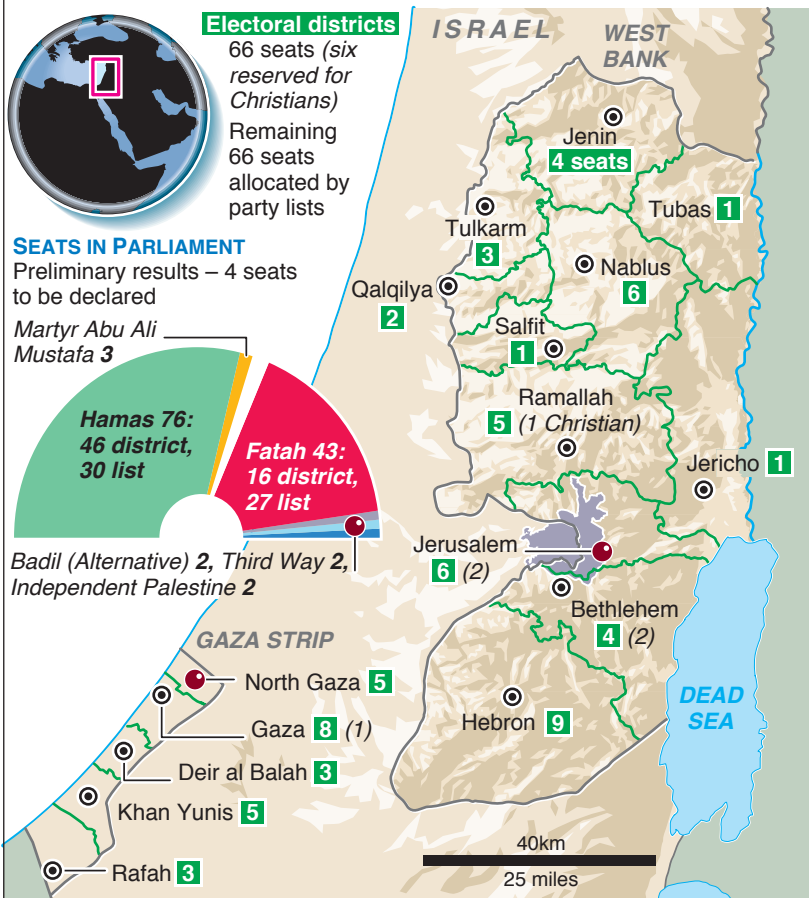 Electoral districts
66 seats (six
reserved for
Christians)
Remaining
66 seats
allocated by
party lists
SEATS IN PARLIAMENT
Preliminary results – 4 seats
to be declared
Martyr Abu Ali
Mustafa 3
Hamas 76:
46 district,
30 list
Fatah 43:
16 district,
27 list
Badil (Alternative) 2, Third Way 2,
Independent Palestine 2
ISRAEL
WEST
BANK
Jenin
4 seats
Tubas 1
Tulkarm
3
Nablus
6
Qalqilya
2
Salfit
1
Ramallah
5 (1 Christian)
Jericho 1
Jerusalem
6 (2)
Bethlehem
4 (2)
Hebron 9
DEAD
SEA
GAZA STRIP
North Gaza 5
Gaza 8 (1)
Deir al Balah 3
Khan Yunis 5
Rafah 3
40km
25 miles